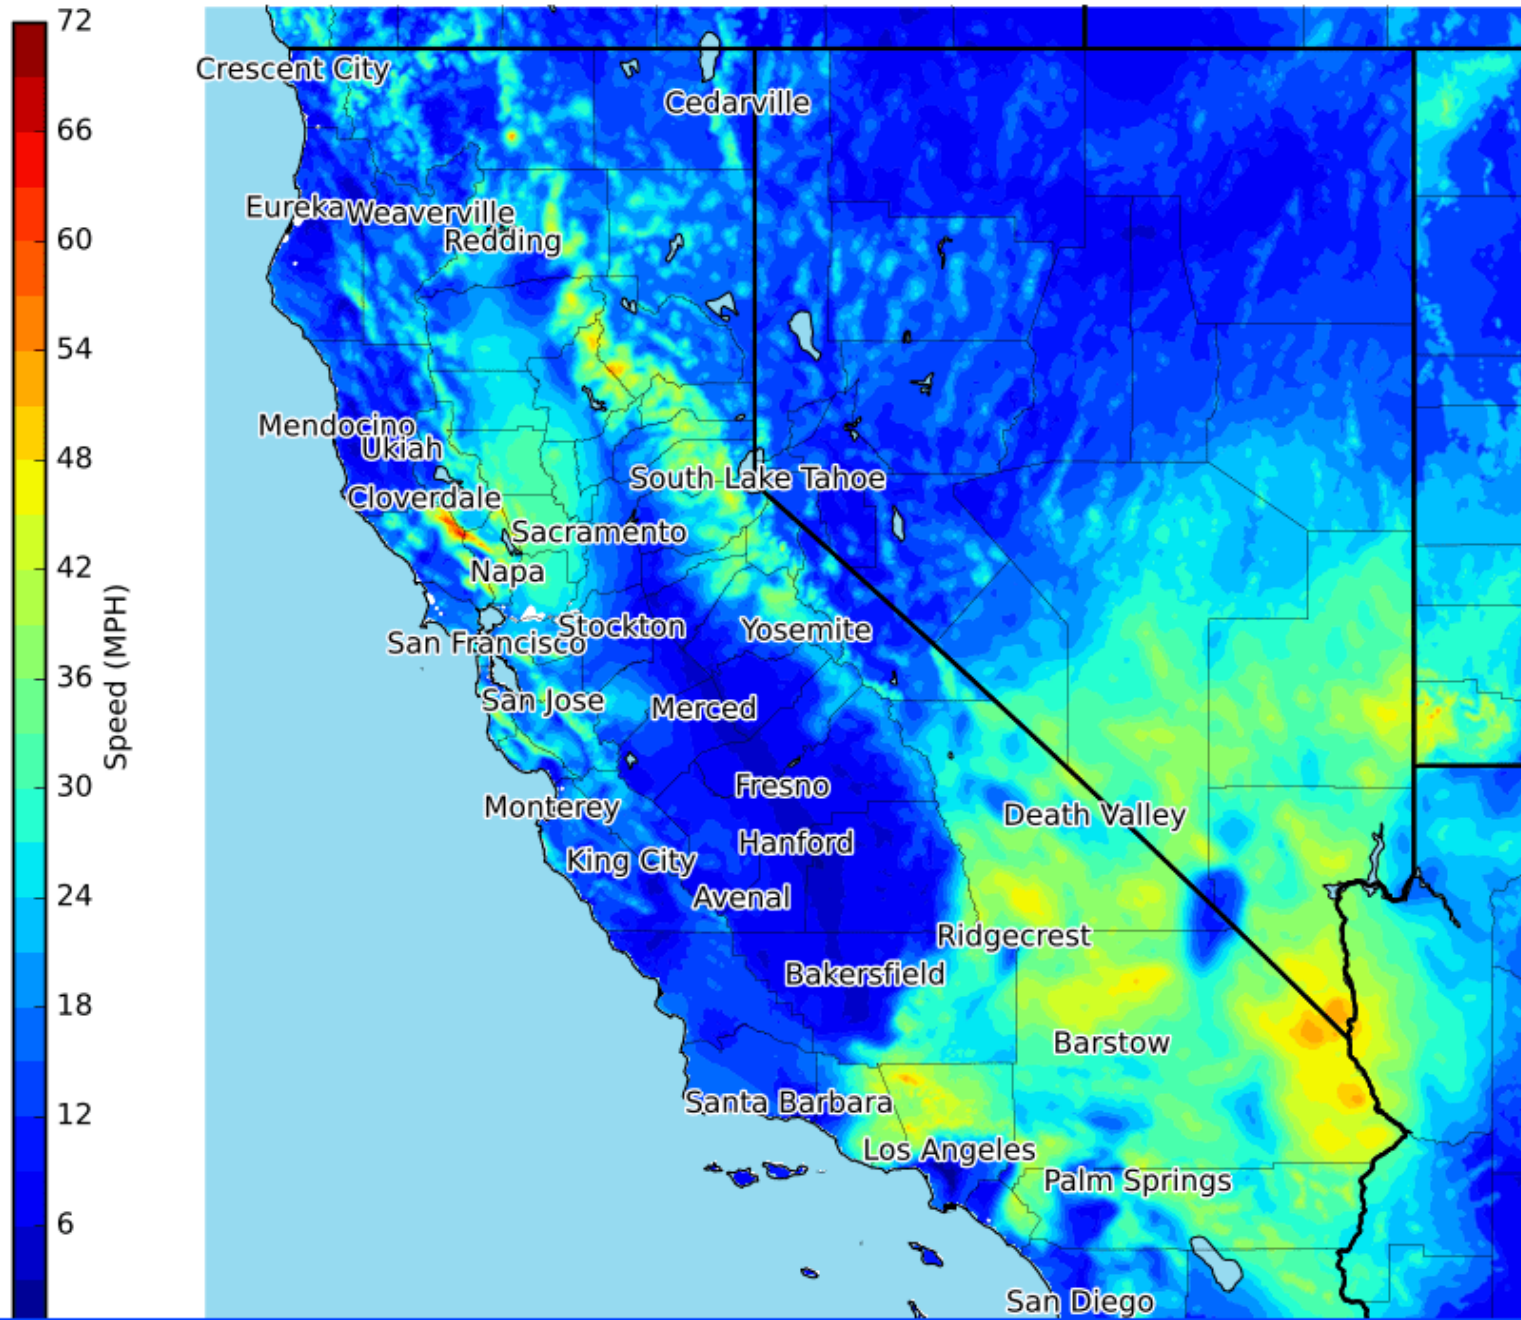 72
66
60
54
48
42
36
30
24
18
12
6
Speed (MPH)
Crescent City
Cedarville
Eureka
Weaverville
Redding
Mendocino
Ukiah
South Lake Tahoe
Cloverdale
Sacramento
Napa
Stockton
San Francisco
Yosemite
San Jose
Merced
Fresno
Monterey
Death Valley
Hanford
King City
Avenal
Ridgecrest
Bakersfield
Barstow
Santa Barbara
Los Angeles
Palm Springs
San Diego